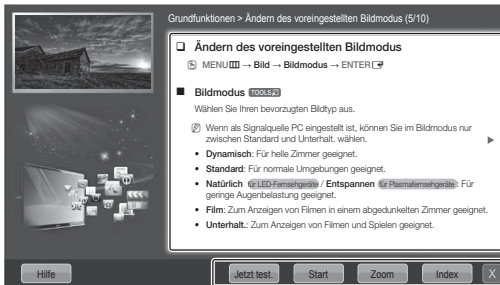 Grundfunktionen > Ändern des voreingestellten Bildmodus (5/10)
❑ Ändern des voreingestellten Bildmodus
MENU → Bild → Bildmodus → ENTER
■ Bildmodus TOOLS
Wählen Sie Ihren bevorzugten Bildtyp aus.
Wenn als Signalquelle PC eingestellt ist, können Sie im Bildmodus nur
zwischen Standard und Unterhalt. wählen.
• Dynamisch: Für helle Zimmer geeignet.
• Standard: Für normale Umgebungen geeignet.
• Natürlich für LED-Fernsehgeräte / Entspannen für Plasmafernsehgeräte : Für
geringe Augenbelastung geeignet.
• Film: Zum Anzeigen von Filmen in einem abgedunkelten Zimmer geeignet.
• Unterhalt.: Zum Anzeigen von Filmen und Spielen geeignet.
Hilfe Jetzt test. Start Zoom Index X